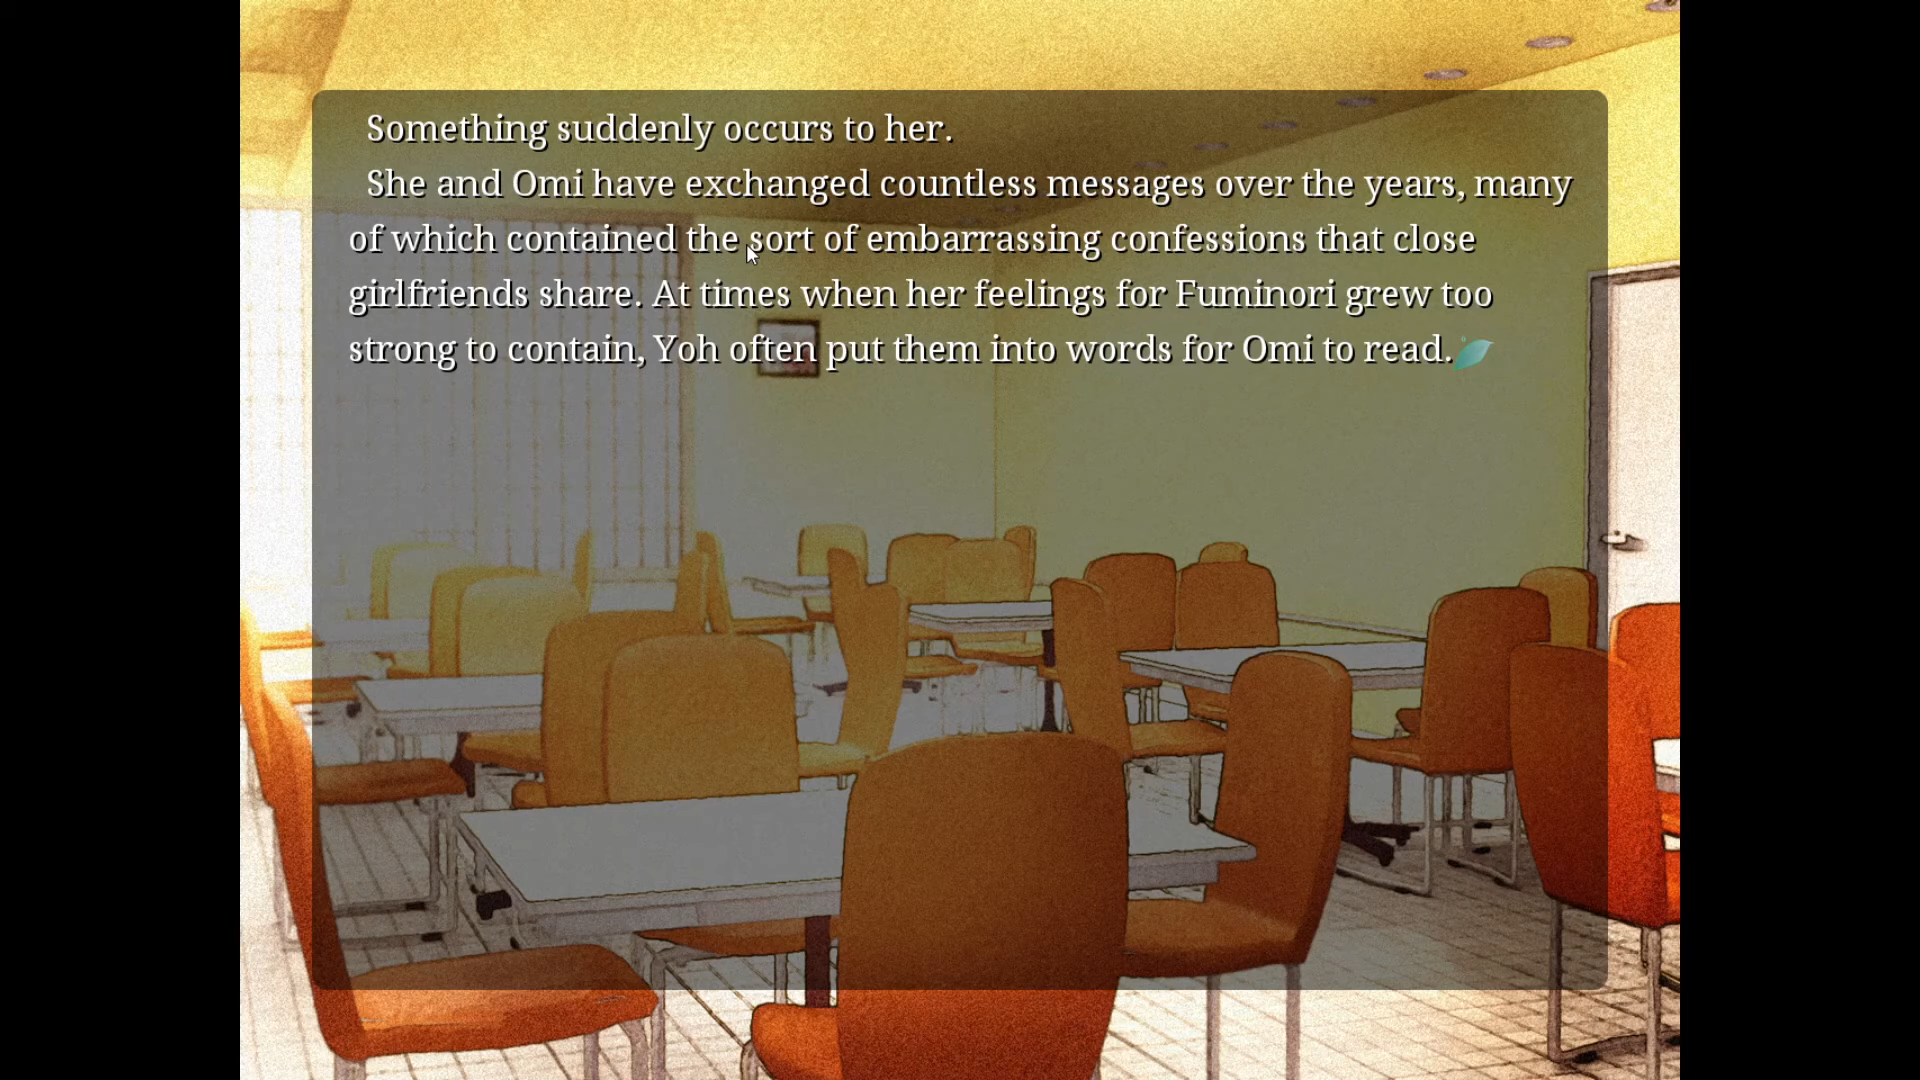 Something suddenly occurs to her.
She and Omi have exchanged countless messages over the years, many
of which contained the sort of embarrassing confessions that close
girlfriends share. At times when her feelings for Fuminori grew too
strong to contain, Yoh often put them into words for Omi to read.